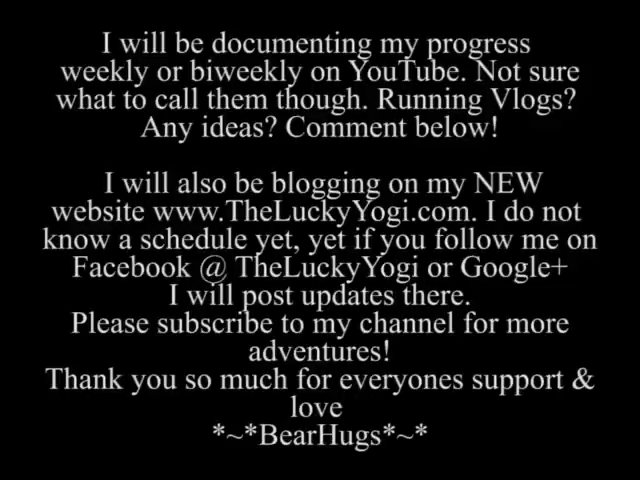 I will be documenting my progress
weekly or biweekly on YouTube. Not sure
what to call them though. Running Vlogs?
Any ideas? Comment below!
I will also be blogging on my NEW
website www.TheLuckyYogi.com. I do not
know a schedule yet, yet if you follow me on
Facebook @ TheLuckyYogi or Google+
I will post updates there.
Please subscribe to my channel for more
adventures!
Thank you so much for everyones support &
love
*~*BearHugs*~*